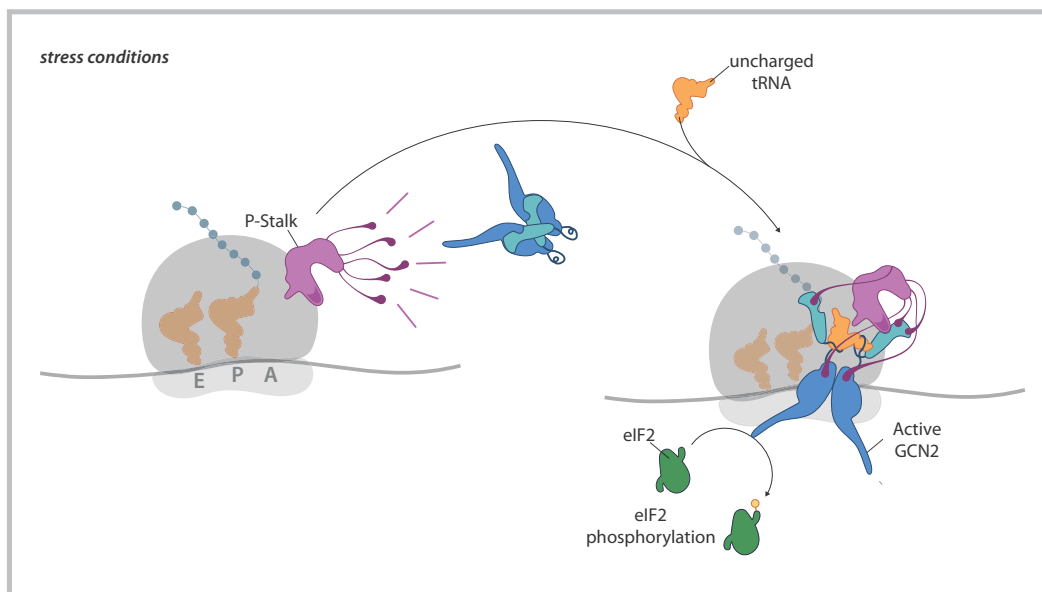 stress conditions
uncharged
tRNA
P-Stalk
E P A
Active
GCN2
eIF2
eIF2
phosphorylation